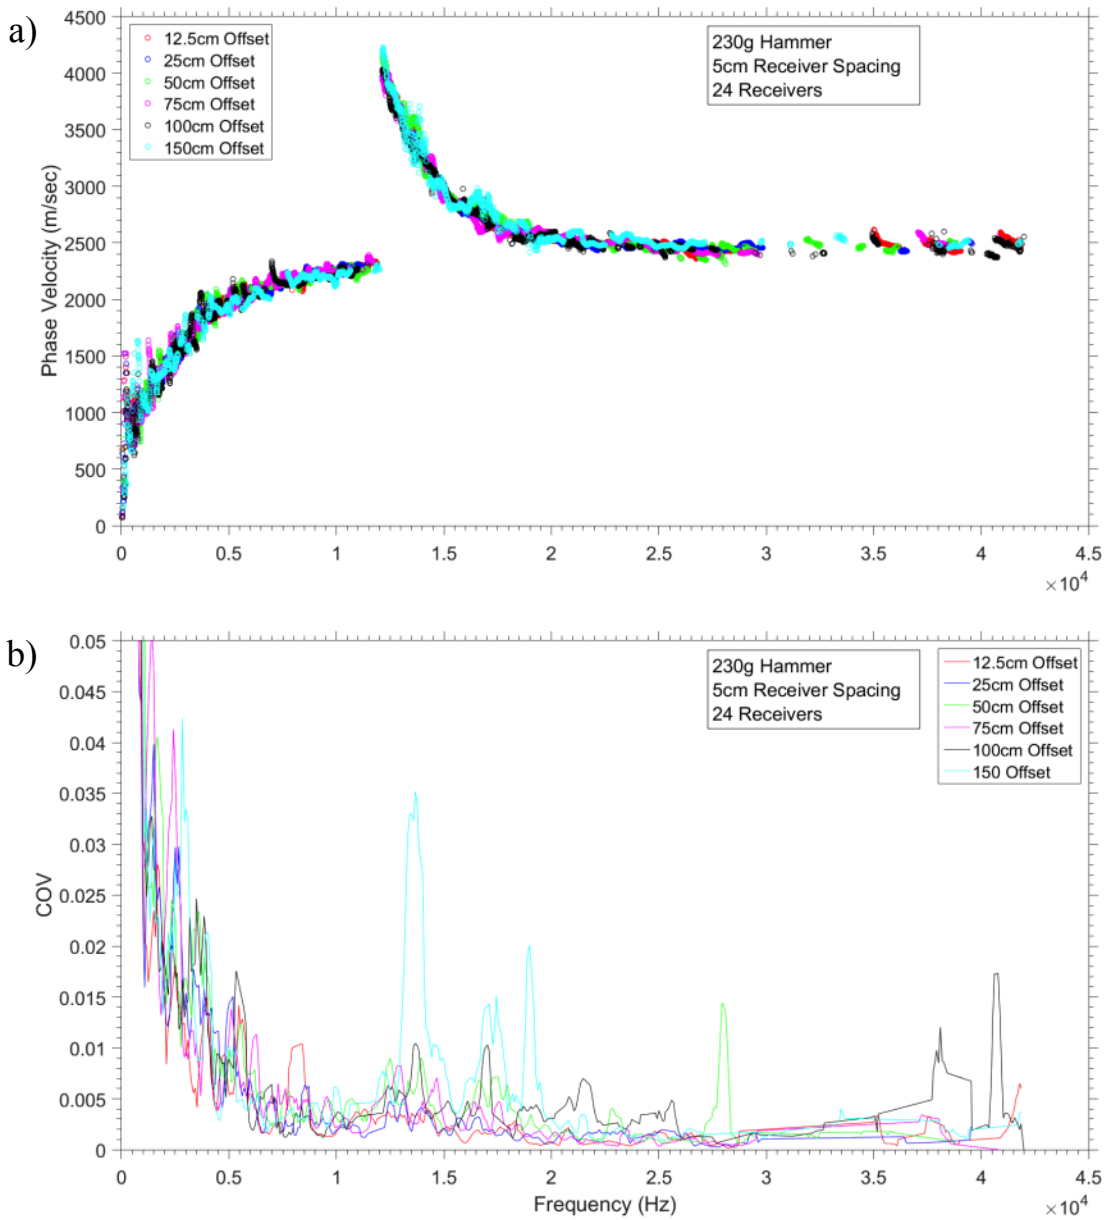 a)
4500
4000
3500
3000
2500
2000
1500
1000
500
0
Phase Velocity (m/sec)
12.5cm Offset
25cm Offset
50cm Offset
75cm Offset
100cm Offset
150cm Offset
230g Hammer
5cm Receiver Spacing
24 Receivers
0 0.5 1 1.5 2 2.5 3 3.5 4 4.5
×10⁴
b)
0.05
0.045
0.04
0.035
0.03
0.025
0.02
0.015
0.01
0.005
0
COV
230g Hammer
5cm Receiver Spacing
24 Receivers
12.5cm Offset
25cm Offset
50cm Offset
75cm Offset
100cm Offset
150 Offset
0 0.5 1 1.5 2 2.5 3 3.5 4 4.5
Frequency (Hz)
×10⁴